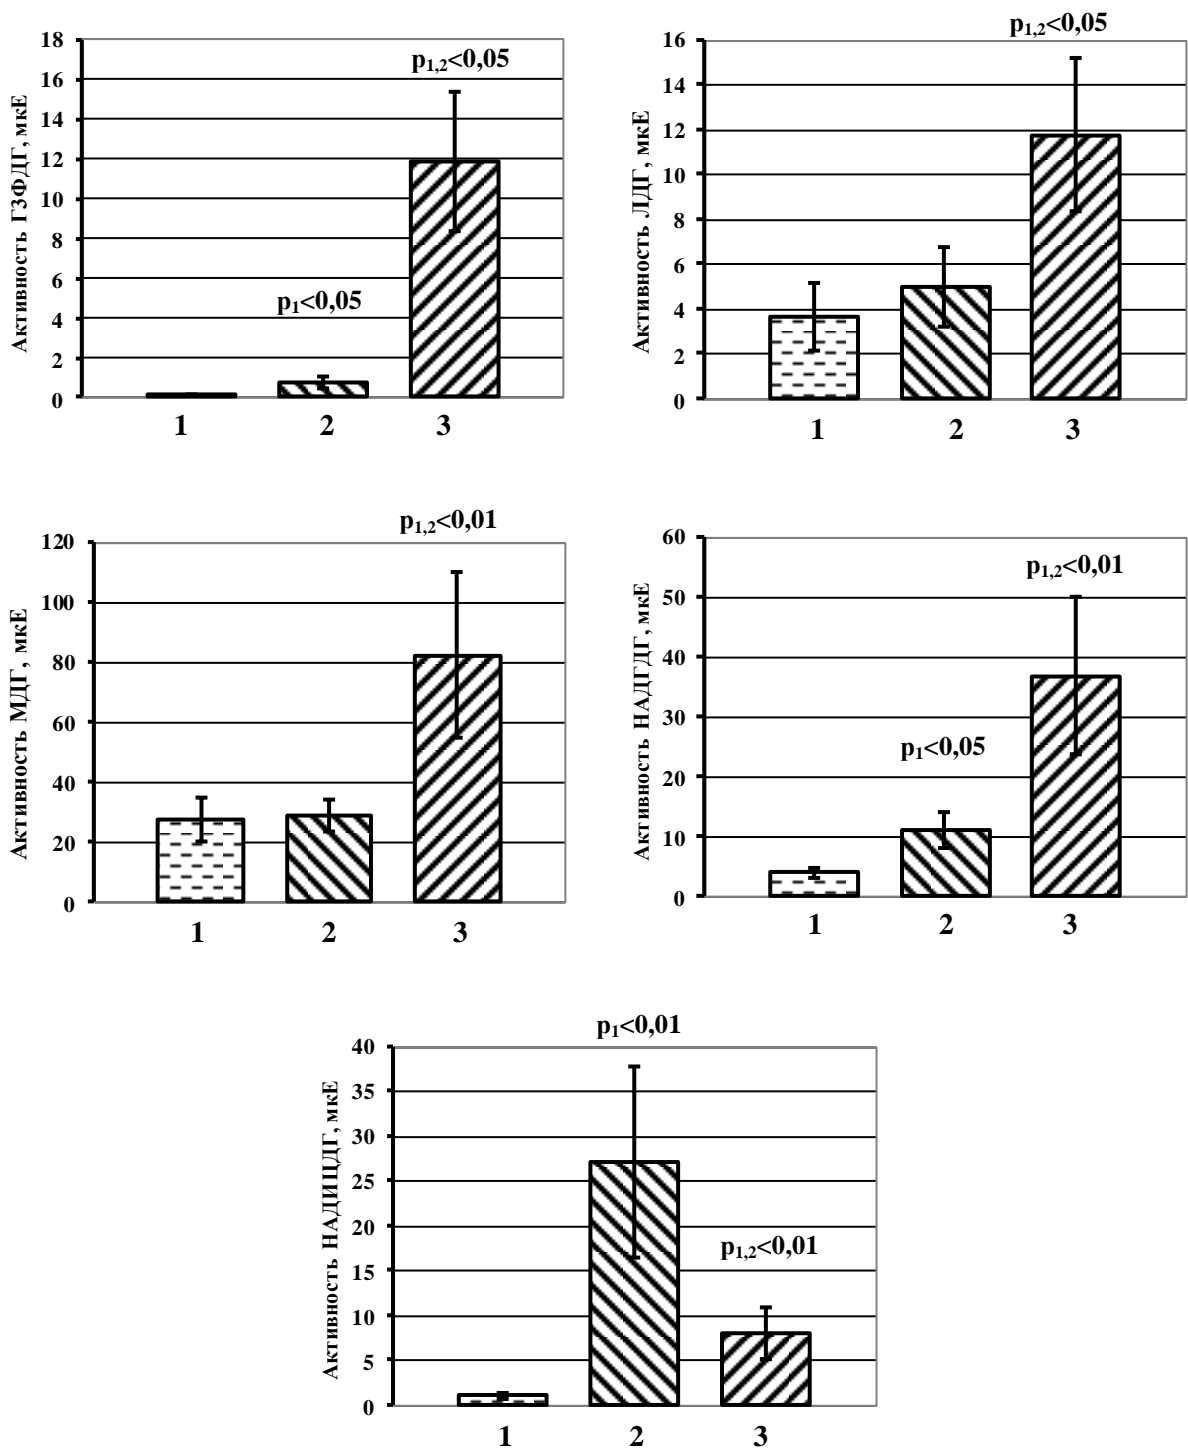 p1,2<0,05
Активность Г3ФДГ, мкЕ
18
16
14
12
10
8
6
4
2
0
p1<0,05
1 2 3
p1,2<0,05
Активность ЛДГ, мкЕ
16
14
12
10
8
6
4
2
0
1 2 3
p1,2<0,01
Активность МДГ, мкЕ
120
100
80
60
40
20
0
1 2 3
p1,2<0,01
Активность НАДГДГ, мкЕ
60
50
40
30
20
10
0
p1<0,05
1 2 3
p1<0,01
Активность НАДИЦДГ, мкЕ
40
35
30
25
20
15
10
5
0
p1,2<0,01
1 2 3